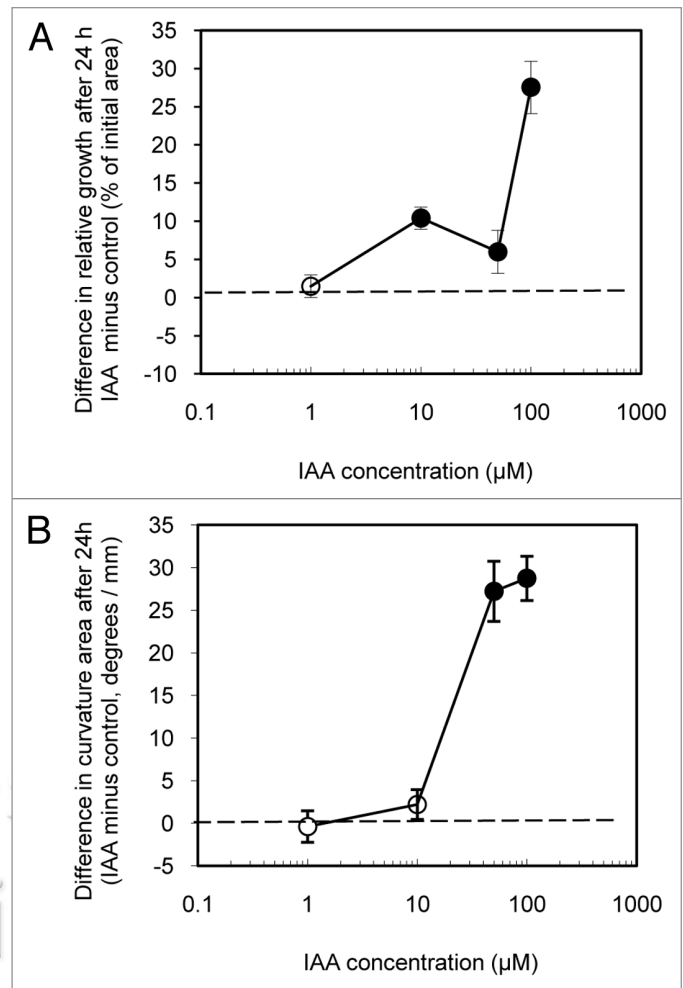 A
Difference in relative growth after 24 h
IAA minus control (% of initial area)
35
30
25
20
15
10
5
0
-5
-10
0.1 1 10 100 1000
IAA concentration (µM)
B
Difference in curvature area after 24h
(IAA minus control, degrees / mm)
35
30
25
20
15
10
5
0
-5
0.1 1 10 100 1000
IAA concentration (µM)